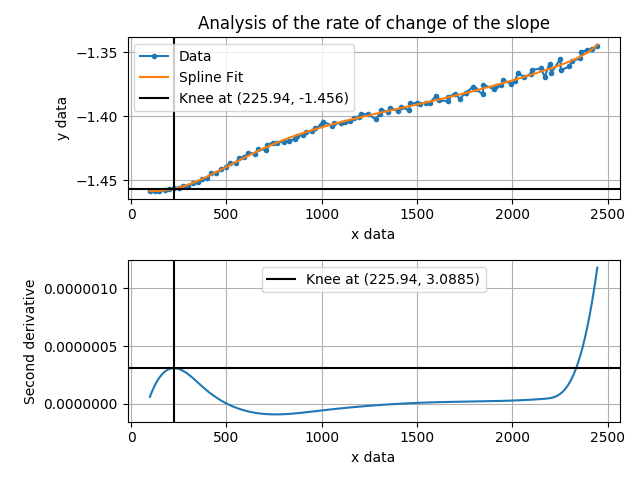 Analysis of the rate of change of the slope
Data
Spline Fit
Knee at (225.94, -1.456)
−1.35
−1.40
−1.45
y data
0
500
1000
1500
2000
2500
x data
Knee at (225.94, 3.0885)
0.0000010
0.0000005
0.0000000
Second derivative
0
500
1000
1500
2000
2500
x data